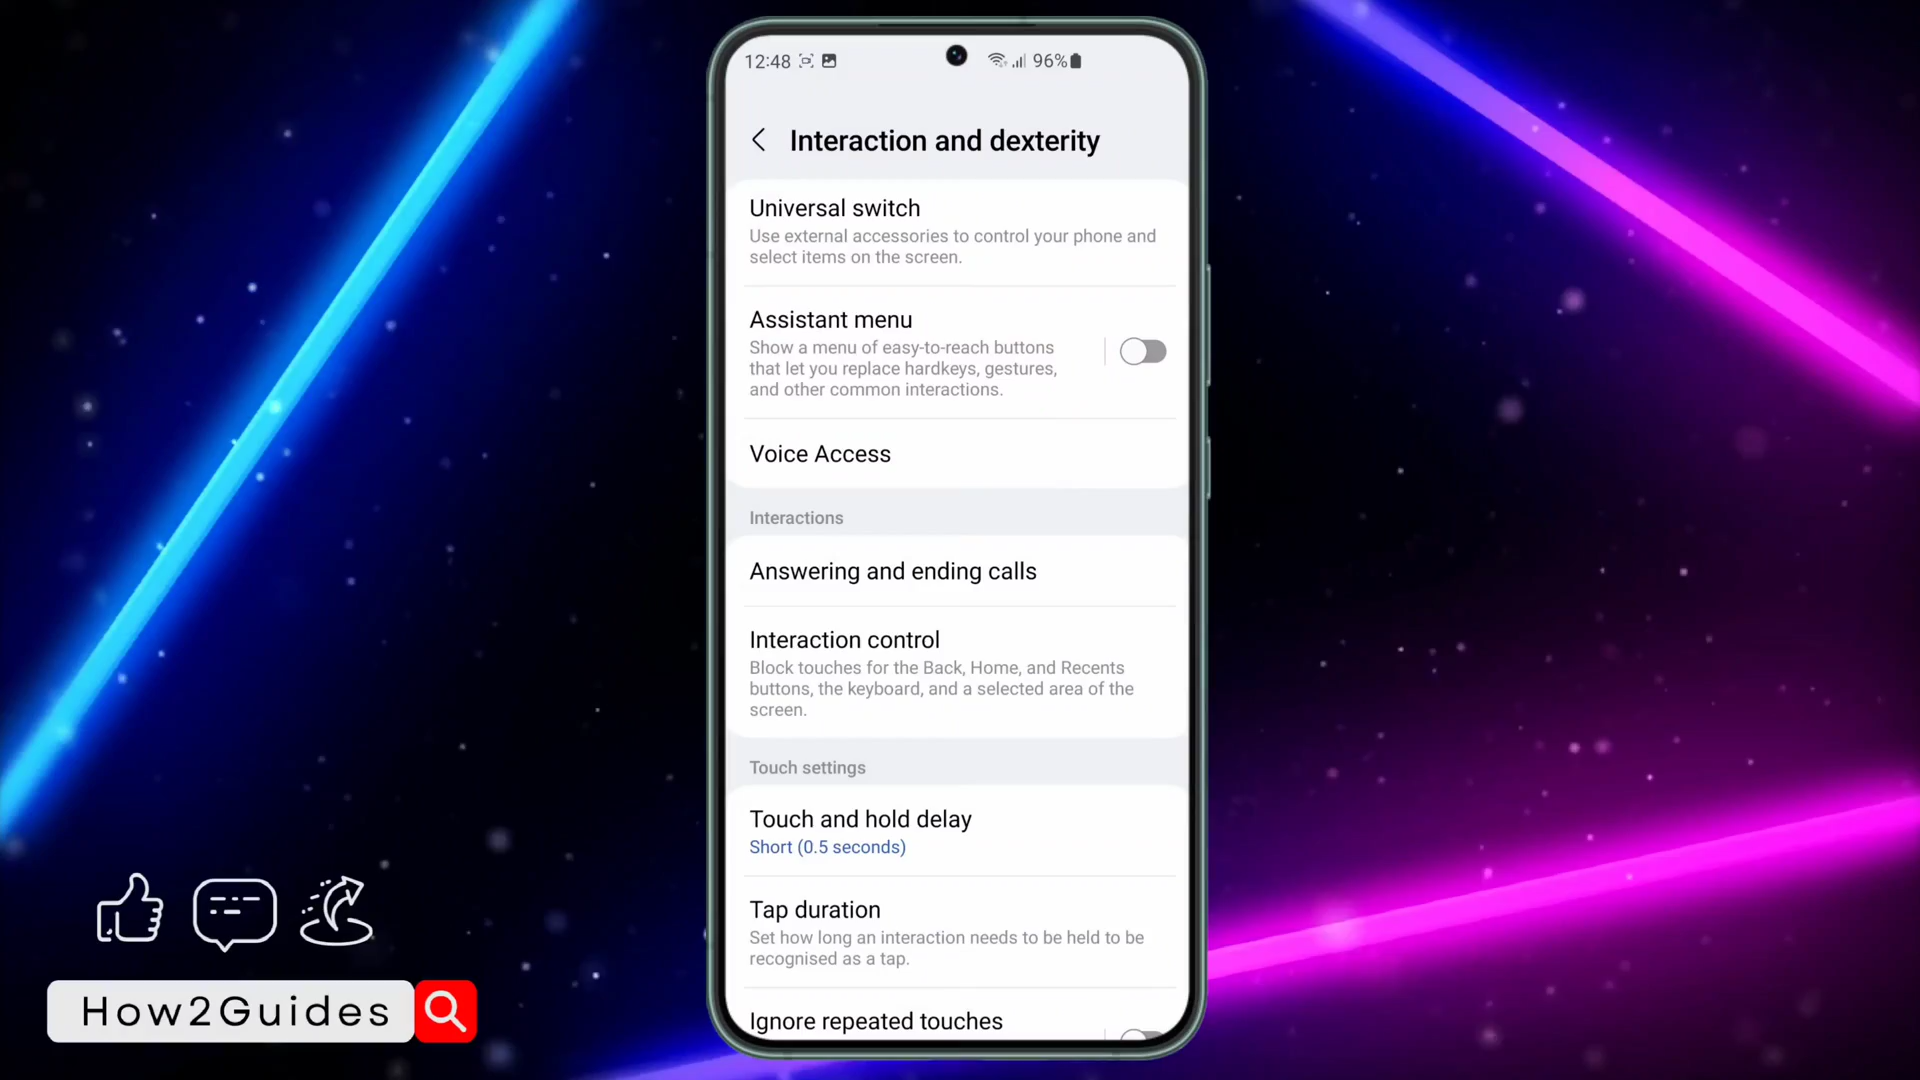 12:48 96%
Interaction and dexterity
Universal switch
Use external accessories to control your phone and
select items on the screen.
Assistant menu
Show a menu of easy-to-reach buttons
that let you replace hardkeys, gestures,
and other common interactions.
Voice Access
Interactions
Answering and ending calls
Interaction control
Block touches for the Back, Home, and Recents
buttons, the keyboard, and a selected area of the
screen.
Touch settings
Touch and hold delay
Short (0.5 seconds)
Tap duration
Set how long an interaction needs to be held to be
recognised as a tap.
Ignore repeated touches
How2Guides